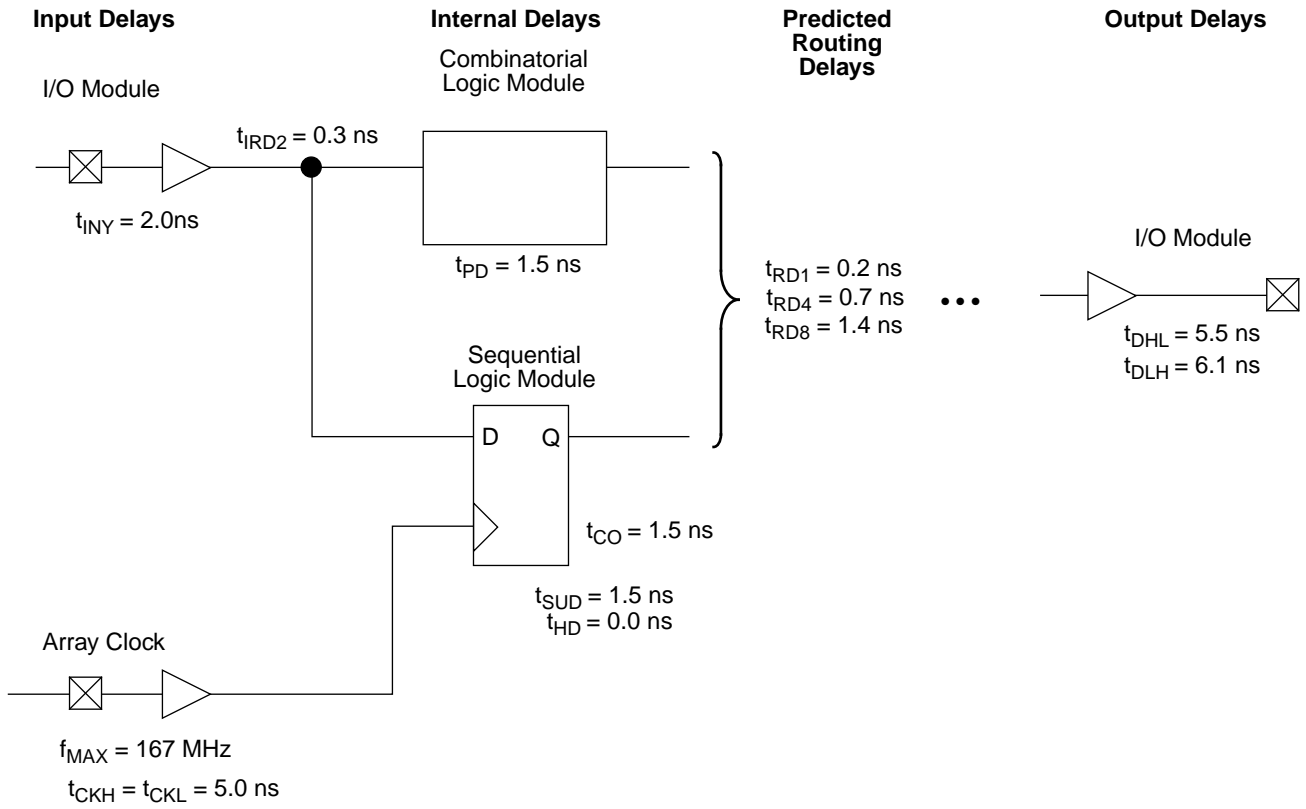 Input Delays
Internal Delays
Predicted
Routing
Delays
Output Delays
Combinatorial
Logic Module
I/O Module
tIRD2 = 0.3 ns
tINY = 2.0ns
tPD = 1.5 ns
I/O Module
tRD1 = 0.2 ns
tRD4 = 0.7 ns
tRD8 = 1.4 ns
•••
tDHL = 5.5 ns
tDLH = 6.1 ns
Sequential
Logic Module
D Q
tCO = 1.5 ns
tSUD = 1.5 ns
tHD = 0.0 ns
Array Clock
fMAX = 167 MHz
tCKH = tCKL = 5.0 ns